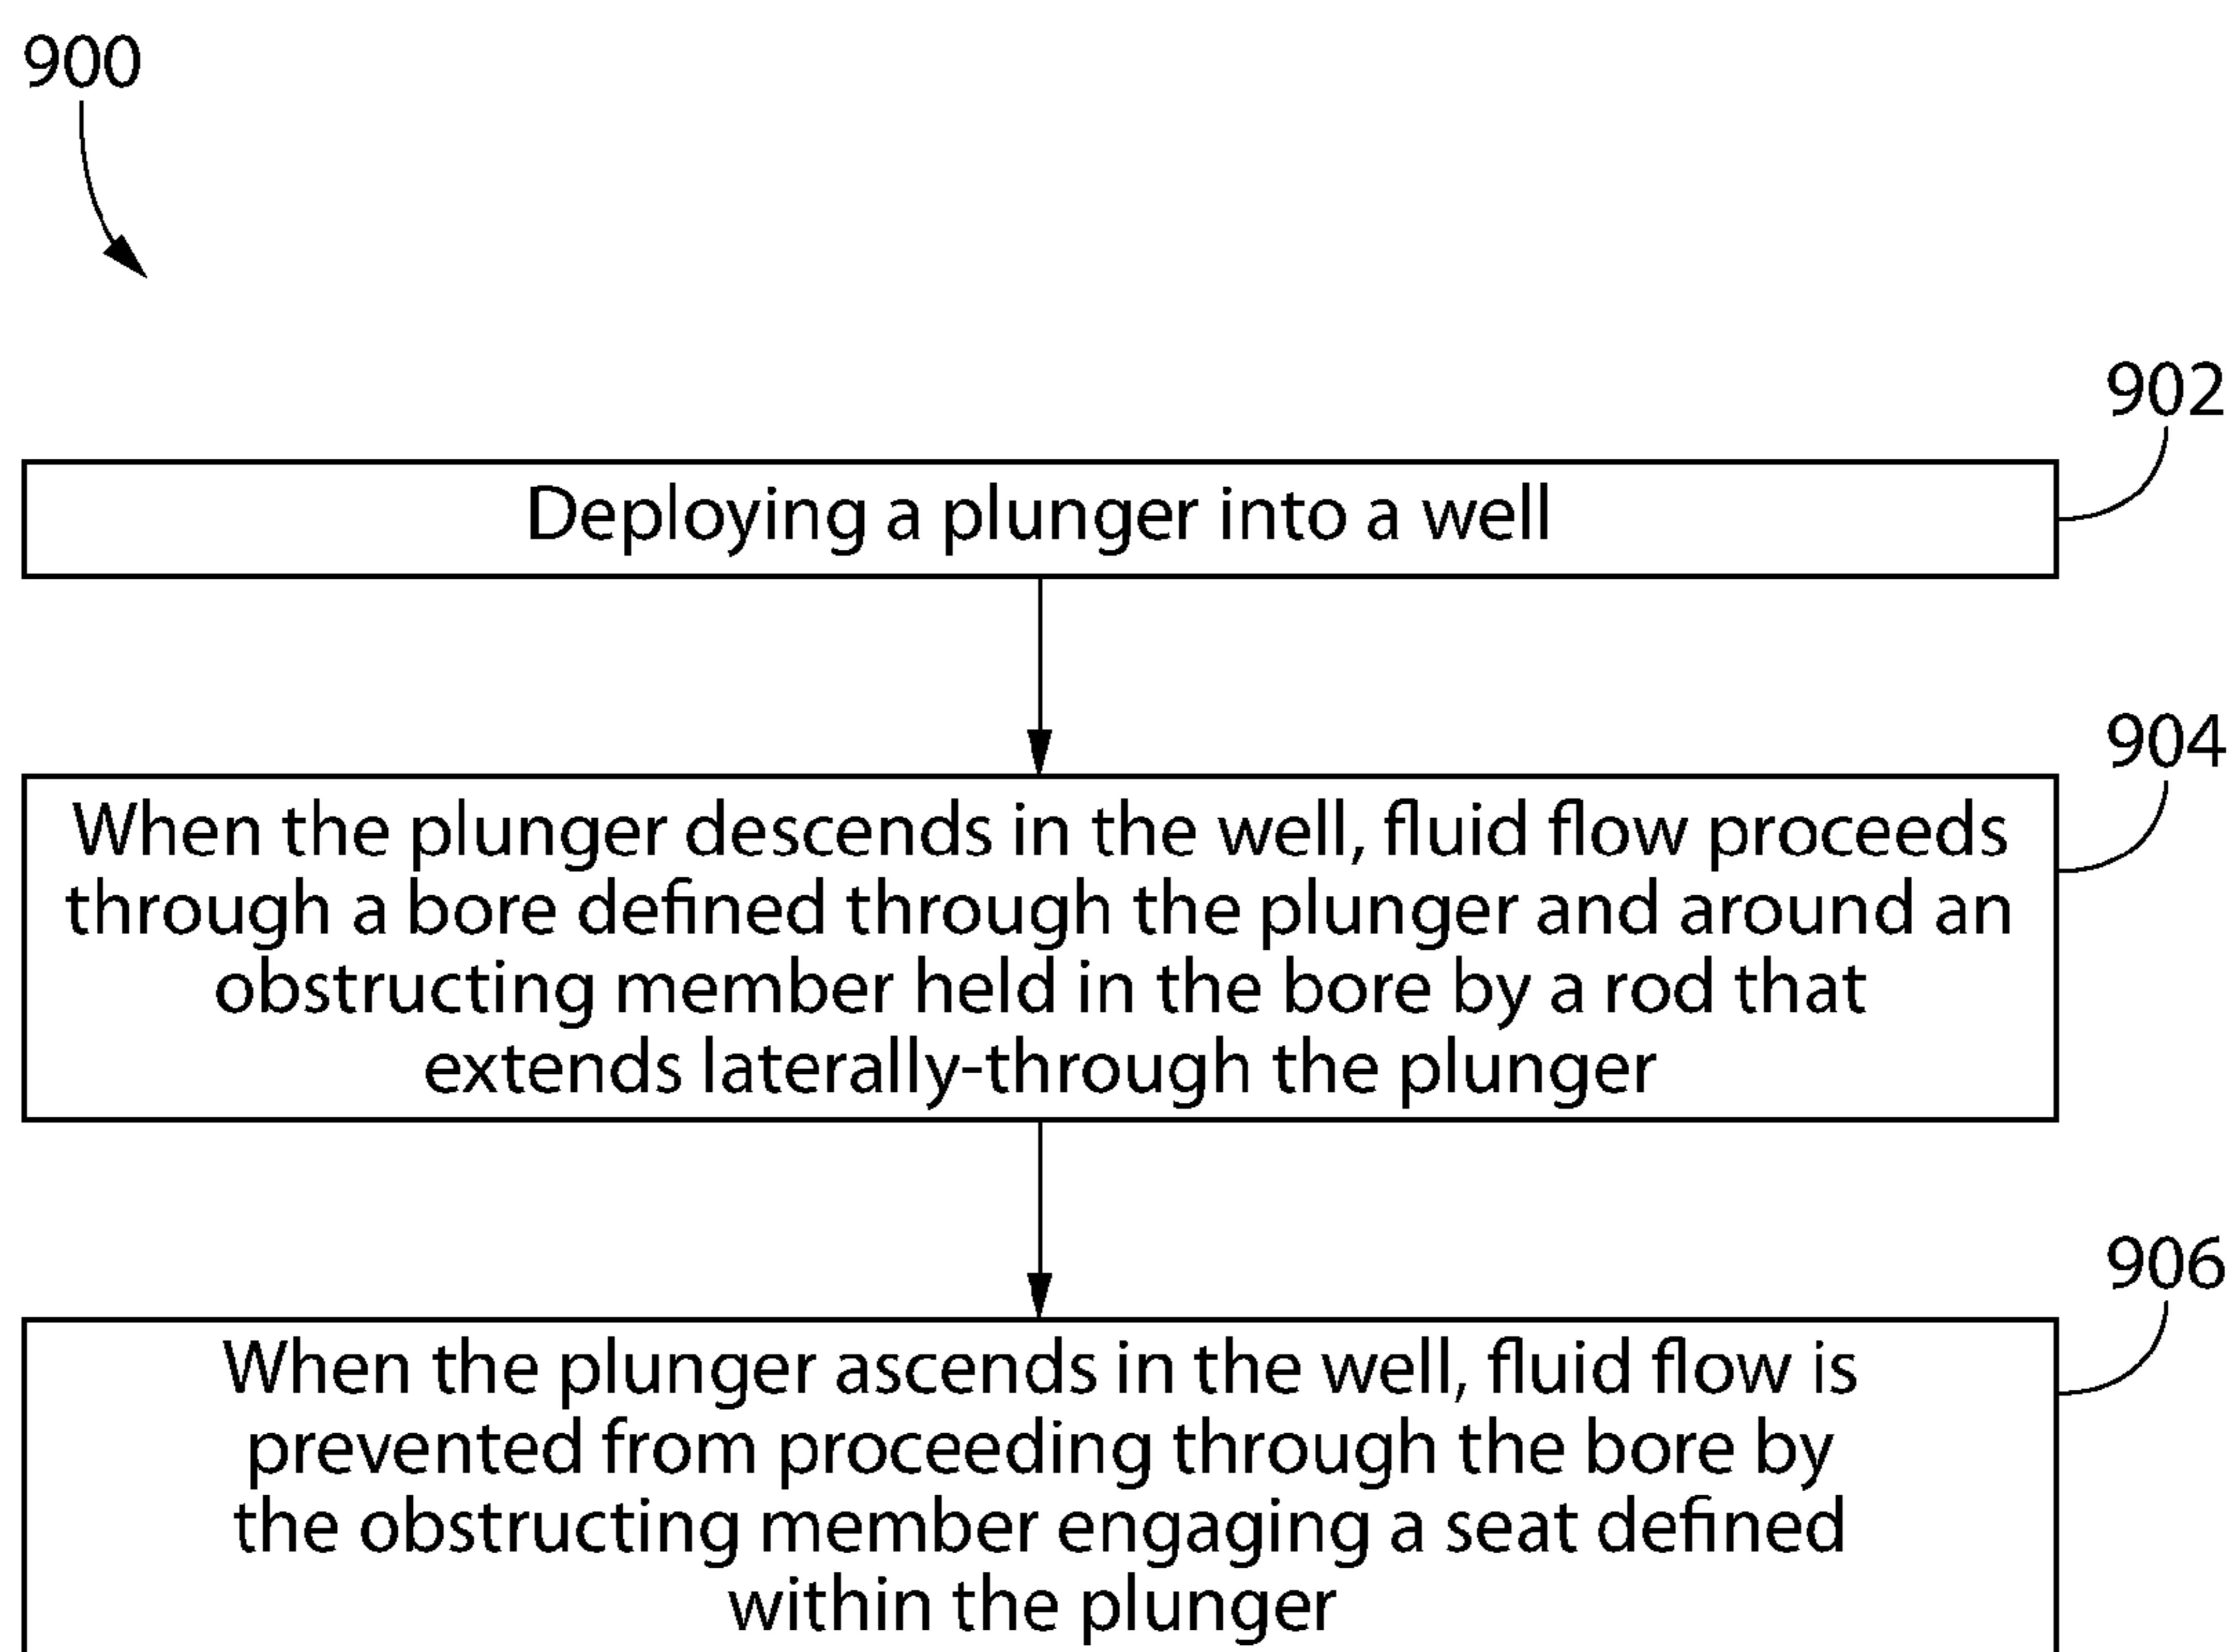 900
902
Deploying a plunger into a well
904
When the plunger descends in the well, fluid flow proceeds
through a bore defined through the plunger and around an
obstructing member held in the bore by a rod that
extends laterally-through the plunger
906
When the plunger ascends in the well, fluid flow is
prevented from proceeding through the bore by
the obstructing member engaging a seat defined
within the plunger